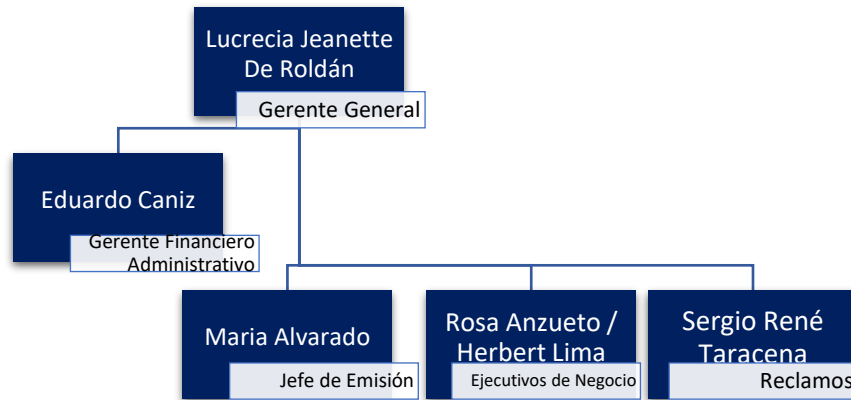 Lucrecia Jeanette
De Roldán
Gerente General
Eduardo Caniz
Gerente Financiero
Administrativo
Maria Alvarado
Jefe de Emisión
Rosa Anzueto /
Herbert Lima
Ejecutivos de Negocio
Sergio René
Taracena
Reclamos